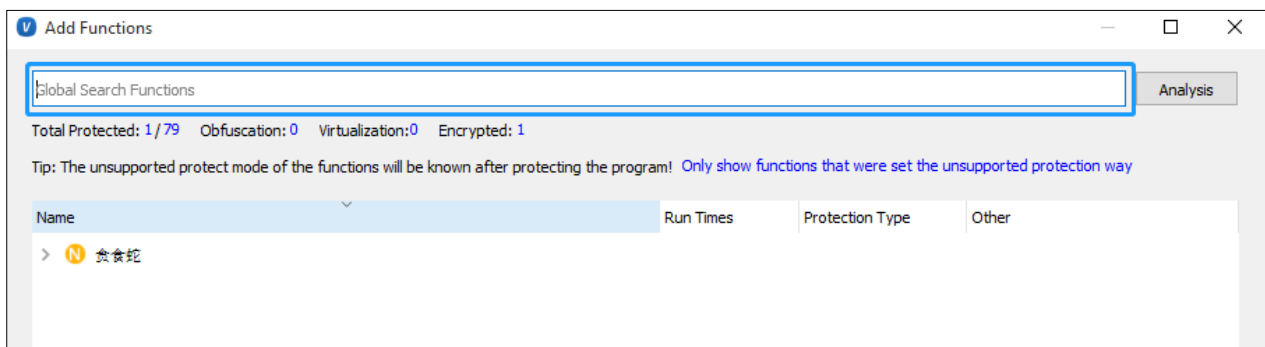 Add Functions
Global Search Functions
Analysis
Total Protected: 1/79 Obfuscation: 0 Virtualization:0 Encrypted: 1
Tip: The unsupported protect mode of the functions will be known after protecting the program! Only show functions that were set the unsupported protection way
Name Run Times Protection Type Other
N 贪食蛇